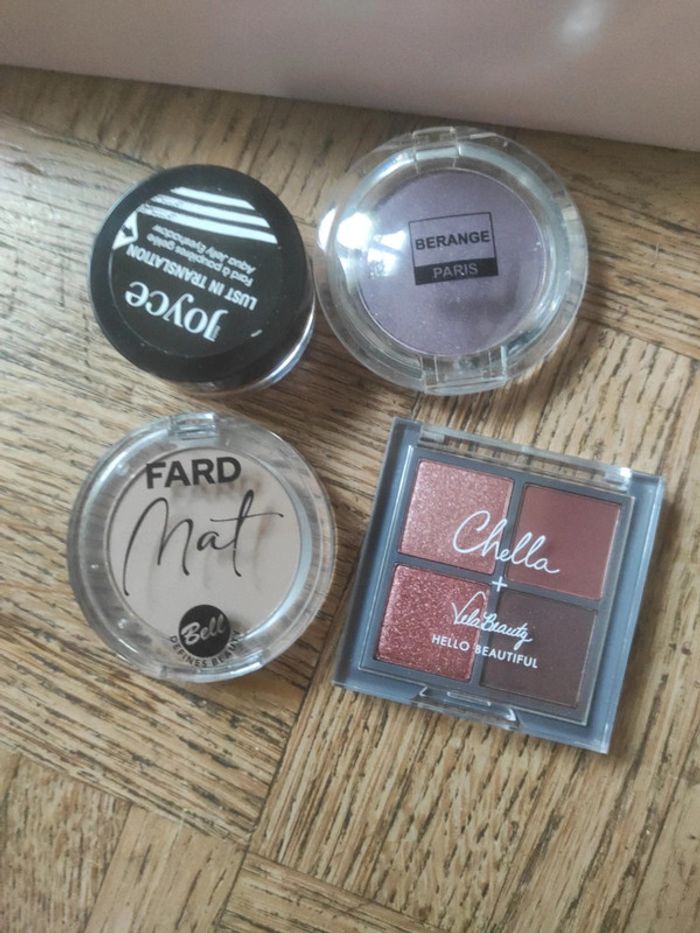 Joyce
LUST IN TRANSLATION
Fard à paupières gelée
Aqua Jelly Eyeshadow
BERANGE
PARIS
FARD
Mat
Bell
DEFINES BEAUTY
Chella
+
Vela Beauty
HELLO BEAUTIFUL